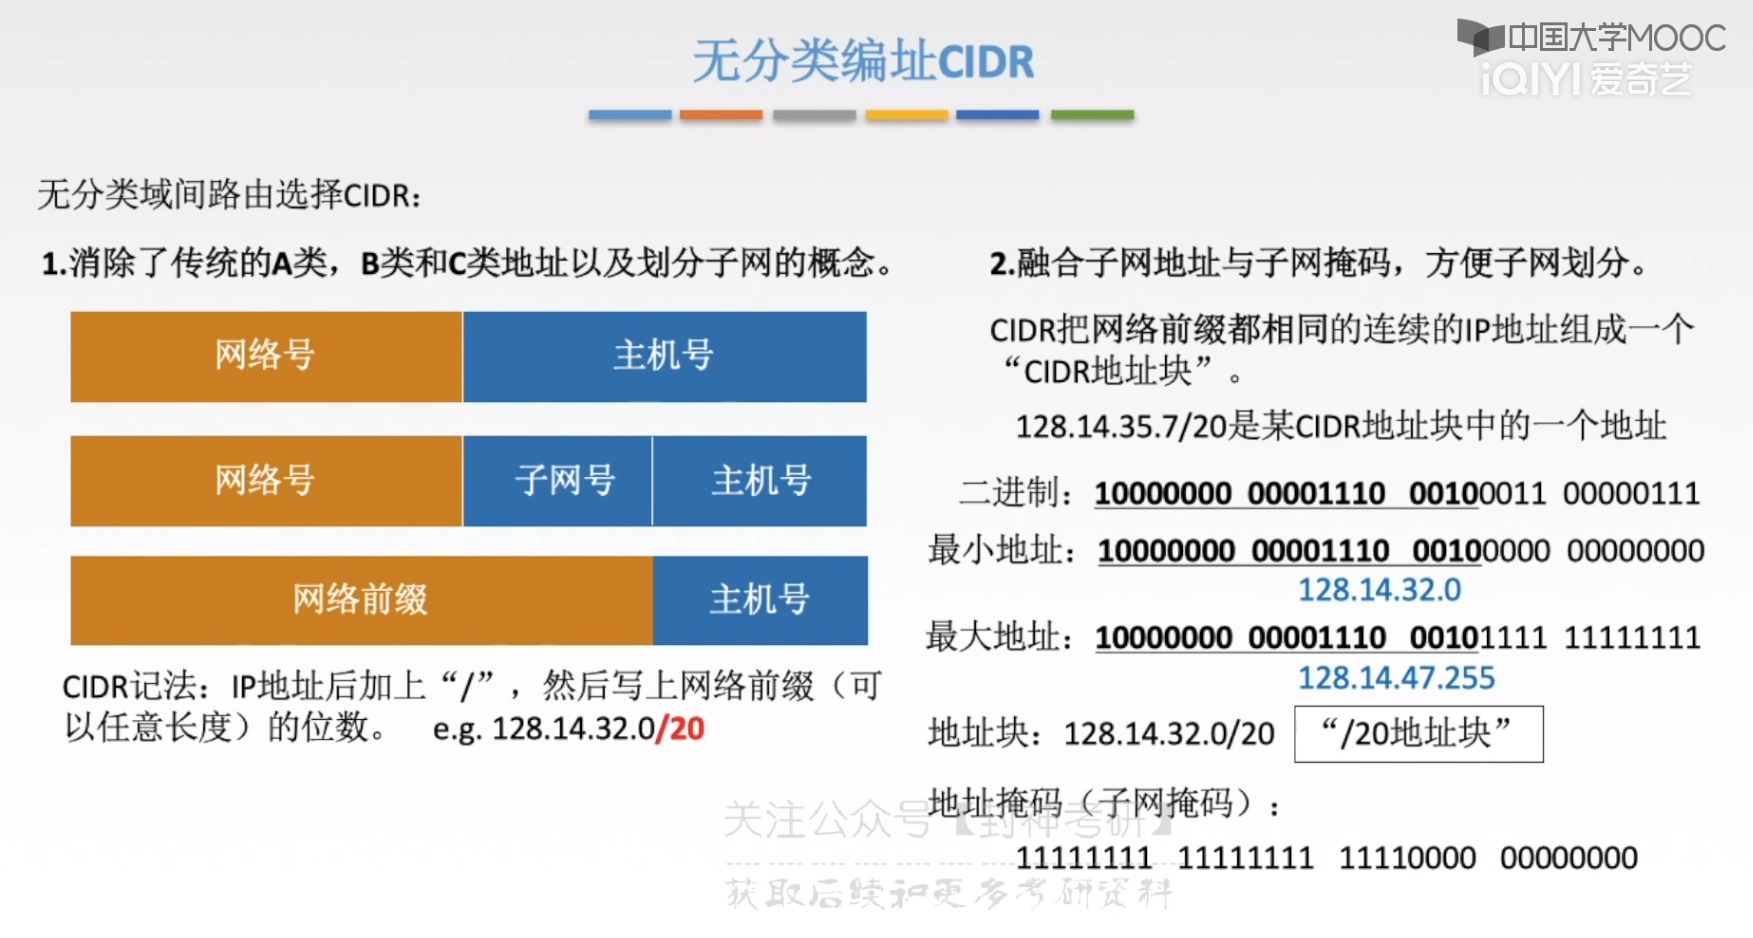 无分类编址CIDR
中国大学MOOC
iQIYI 爱奇艺
无分类域间路由选择CIDR：
1.消除了传统的A类，B类和C类地址以及划分子网的概念。
网络号 主机号
网络号 子网号 主机号
网络前缀 主机号
CIDR记法：IP地址后加上“/”，然后写上网络前缀（可
以任意长度）的位数。 e.g. 128.14.32.0/20
2.融合子网地址与子网掩码，方便子网划分。
CIDR把网络前缀都相同的连续的IP地址组成一个
“CIDR地址块”。
128.14.35.7/20是某CIDR地址块中的一个地址
二进制：10000000 00001110 00100011 00000111
最小地址：10000000 00001110 00100000 00000000
128.14.32.0
最大地址：10000000 00001110 00101111 11111111
128.14.47.255
地址块：128.14.32.0/20 “/20地址块”
地址掩码（子网掩码）：
11111111 11111111 11110000 00000000
关注公众号【封神考研】
获取后续和更多考研资料